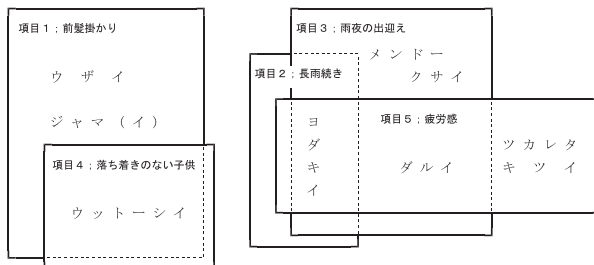 項目1；前髪掛かり
ウザイ
ジャマ（イ）
項目4；落ち着きのない子供
ウットーシイ
項目3；雨夜の出迎え
メンドー
クサイ
項目2；長雨続き
ヨダキイ
項目5；疲労感
ダルイ
ツカレタ
キツイ